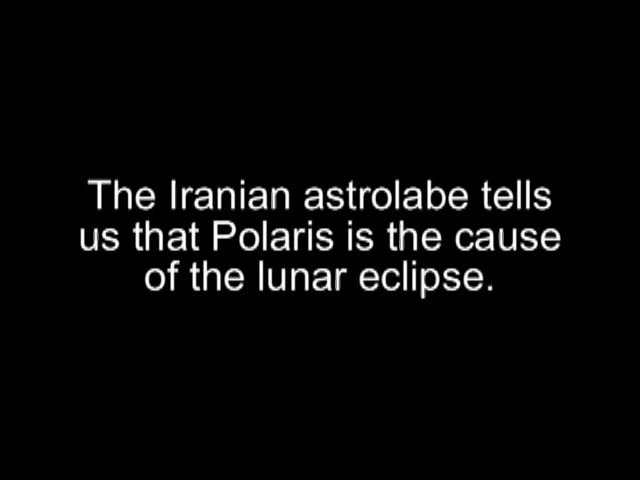 The Iranian astrolabe tells
us that Polaris is the cause
of the lunar eclipse.